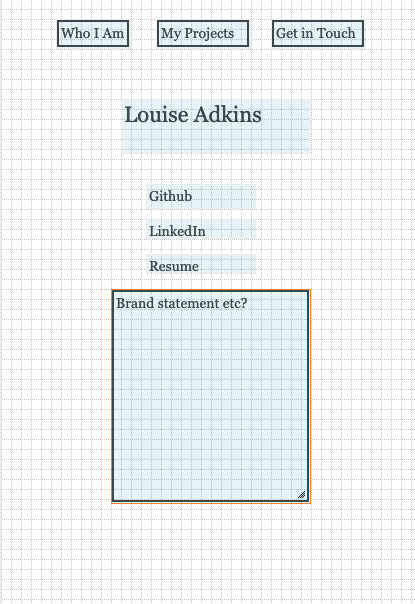 Who I Am
My Projects
Get in Touch
Louise Adkins
Github
LinkedIn
Resume
Brand statement etc?